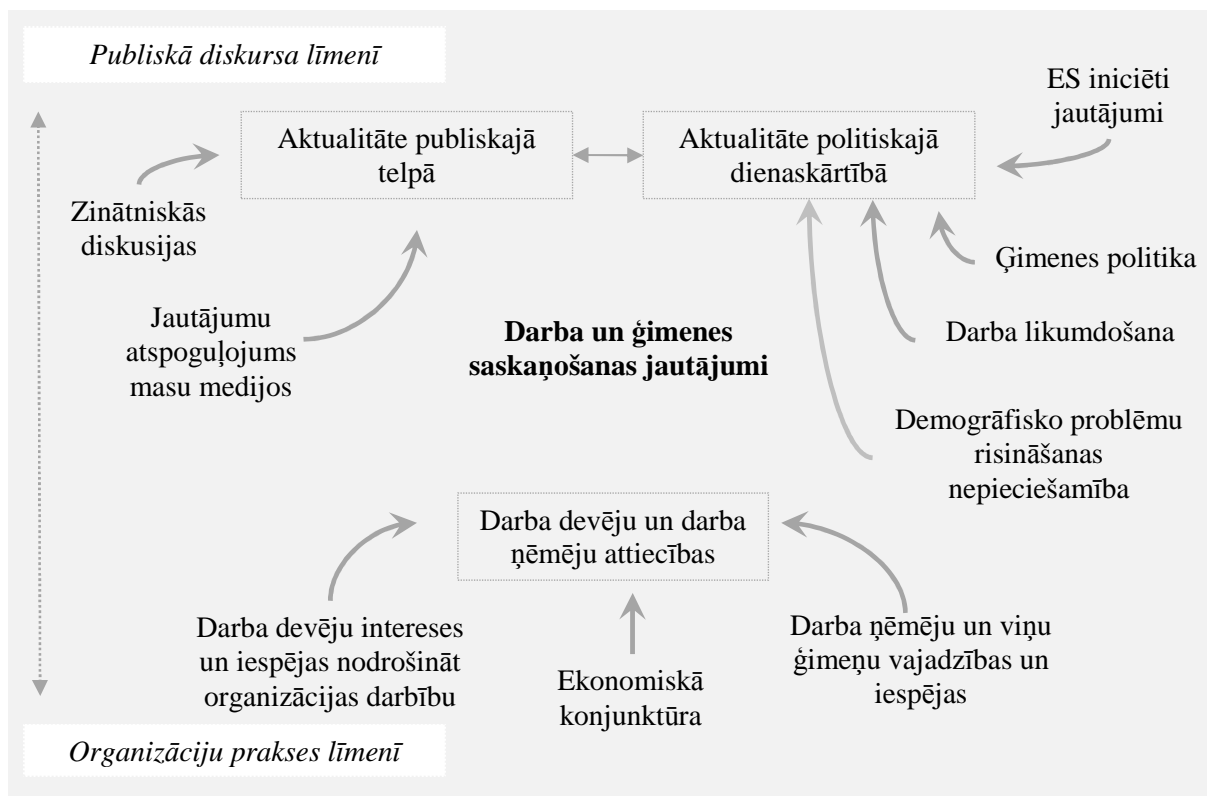 Publiskā diskursa līmenī
ES iniciēti
jautājumi
Aktualitāte publiskajā
telpā
Aktualitāte politiskajā
dienaskārtībā
Zinātniskās
diskusijas
Ģimenes politika
Jautājumu
atspoguļojums
masu medijos
Darba un ģimenes
saskaņošanas jautājumi
Darba likumdošana
Demogrāfisko problēmu
risināšanas
nepieciešamība
Darba devēju un darba
ņēmēju attiecības
Darba devēju intereses
un iespējas nodrošināt
organizācijas darbību
Ekonomiskā
konjunktūra
Darba ņēmēju un viņu
ģimeņu vajadzības un
iespējas
Organizāciju prakses līmenī